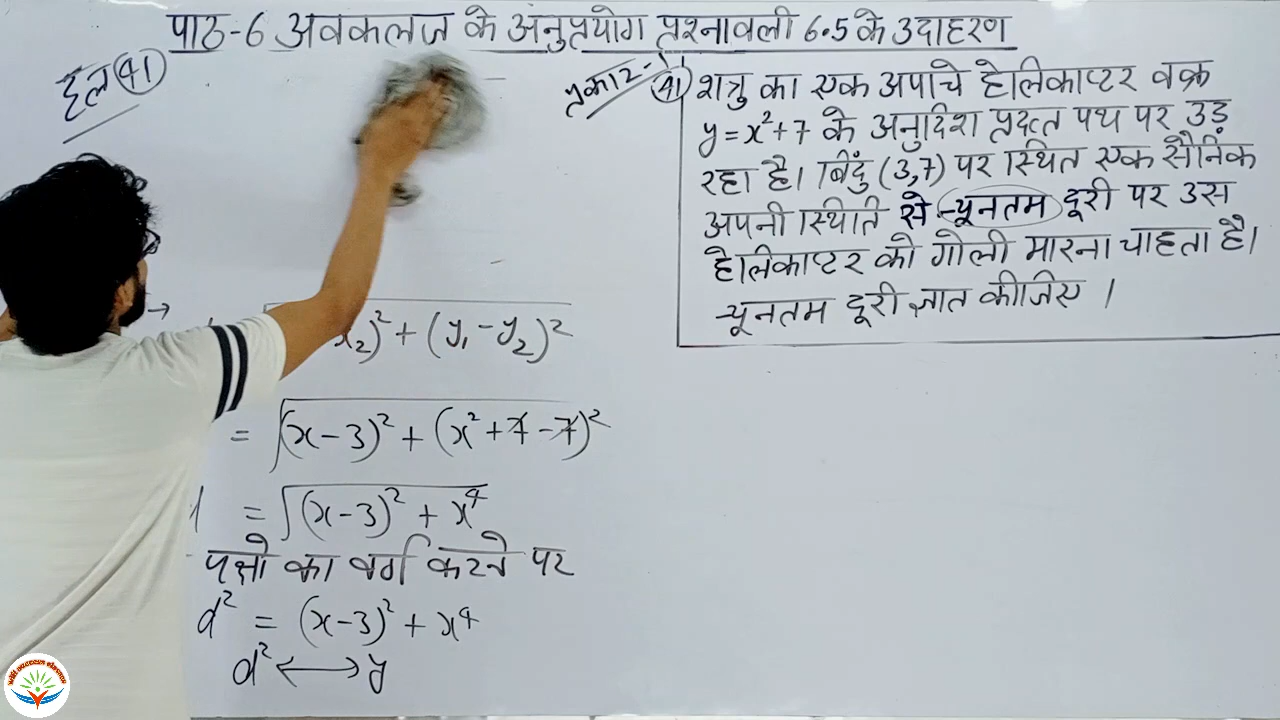 पाठ-6 अवकलज के अनुप्रयोग प्रश्नावली 6.5 के उदाहरण
हल (41)
प्रकार-1
(41) शत्रु का एक अपाचे हेलिकाप्टर वक्र
y = x² + 7 के अनुदिश प्रदत्त पथ पर उड़
रहा है। बिंदु (3,7) पर स्थित एक सैनिक
अपनी स्थिति से न्यूनतम दूरी पर उस
हेलिकाप्टर को गोली मारना चाहता है।
न्यूनतम दूरी ज्ञात कीजिए।
x₂)² + (y₁ - y₂)²
= √(x-3)² + (x² + 7 - 7)²
= √(x-3)² + x⁴
पक्षो का वर्ग करने पर
d² = (x-3)² + x⁴
d² ⟷ y